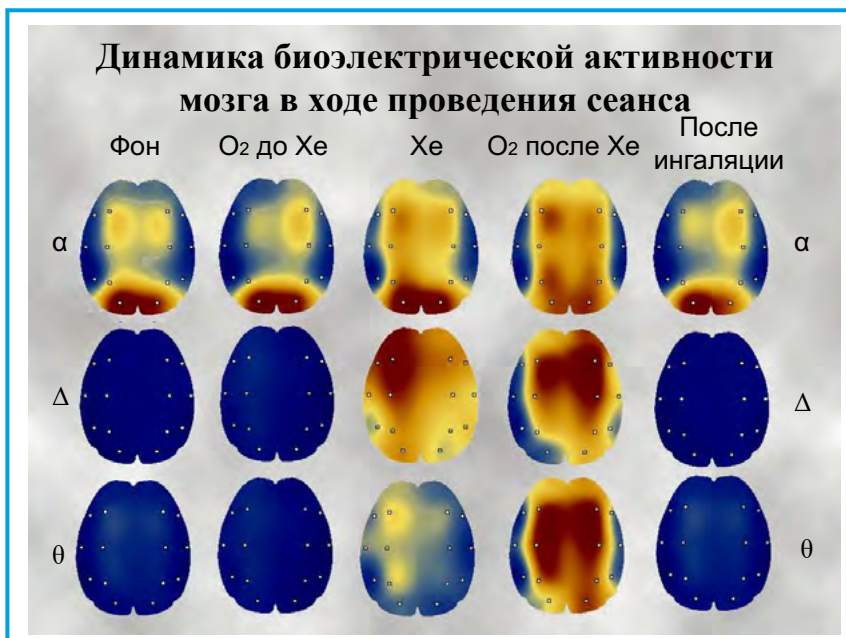 Динамика биоэлектрической активности
мозга в ходе проведения сеанса
Фон
O2 до Xe
Xe
O2 после Xe
После
ингаляции
α
α
Δ
Δ
θ
θ